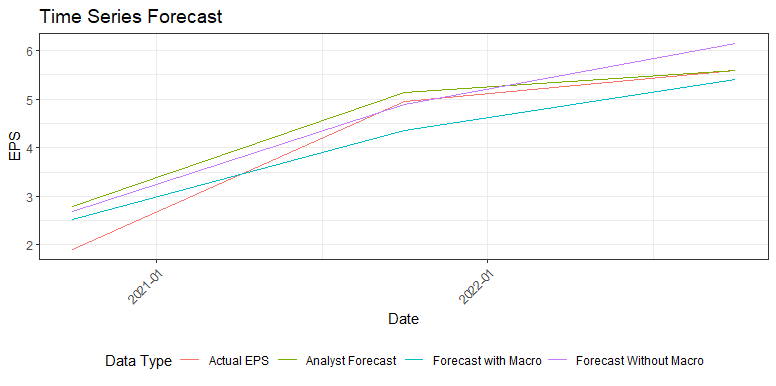 Time Series Forecast
6
5
4
3
2
EPS
2021-01
2022-01
Date
Data Type Actual EPS Analyst Forecast Forecast with Macro Forecast Without Macro